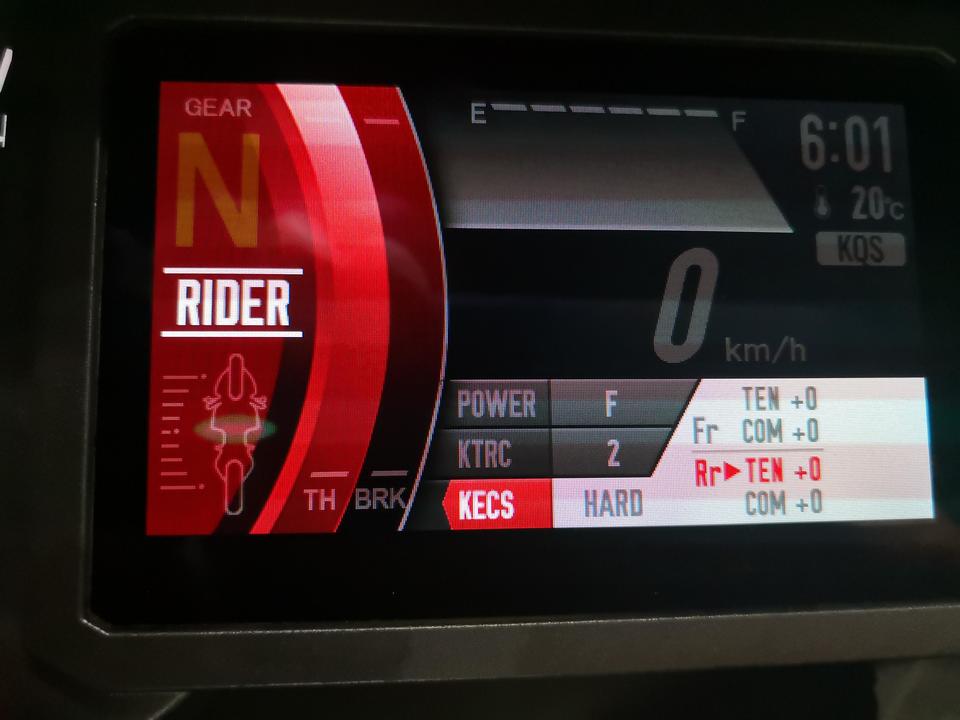 GEAR
N
RIDER
TH BRK
E F
6:01
20°C
KQS
0 km/h
POWER F
KTRC 2
KECS HARD
TEN +0
Fr COM +0
Rr▶TEN +0
COM +0